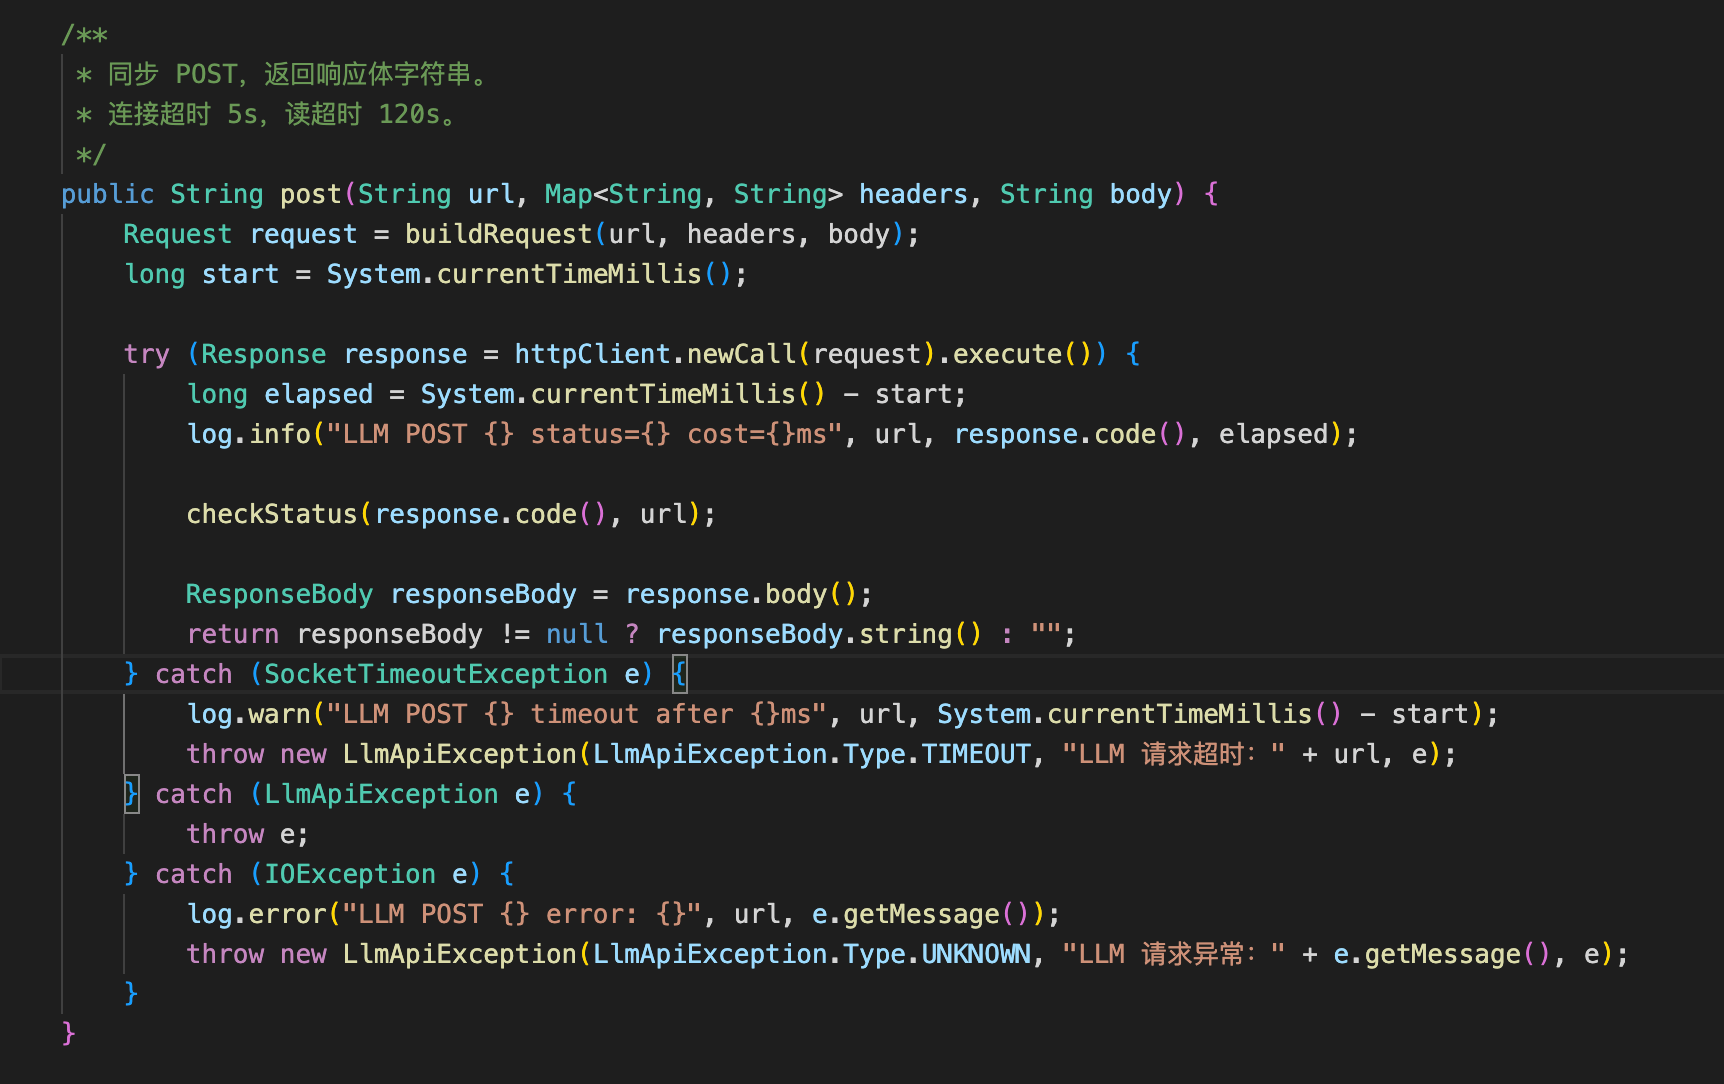 /**
 * 同步 POST，返回响应体字符串。
 * 连接超时 5s，读超时 120s。
 */
public String post(String url, Map<String, String> headers, String body) {
    Request request = buildRequest(url, headers, body);
    long start = System.currentTimeMillis();

    try (Response response = httpClient.newCall(request).execute()) {
        long elapsed = System.currentTimeMillis() - start;
        log.info("LLM POST {} status={} cost={}ms", url, response.code(), elapsed);

        checkStatus(response.code(), url);

        ResponseBody responseBody = response.body();
        return responseBody != null ? responseBody.string() : "";
    } catch (SocketTimeoutException e) {
        log.warn("LLM POST {} timeout after {}ms", url, System.currentTimeMillis() - start);
        throw new LlmApiException(LlmApiException.Type.TIMEOUT, "LLM 请求超时：" + url, e);
    } catch (LlmApiException e) {
        throw e;
    } catch (IOException e) {
        log.error("LLM POST {} error: {}", url, e.getMessage());
        throw new LlmApiException(LlmApiException.Type.UNKNOWN, "LLM 请求异常：" + e.getMessage(), e);
    }
}